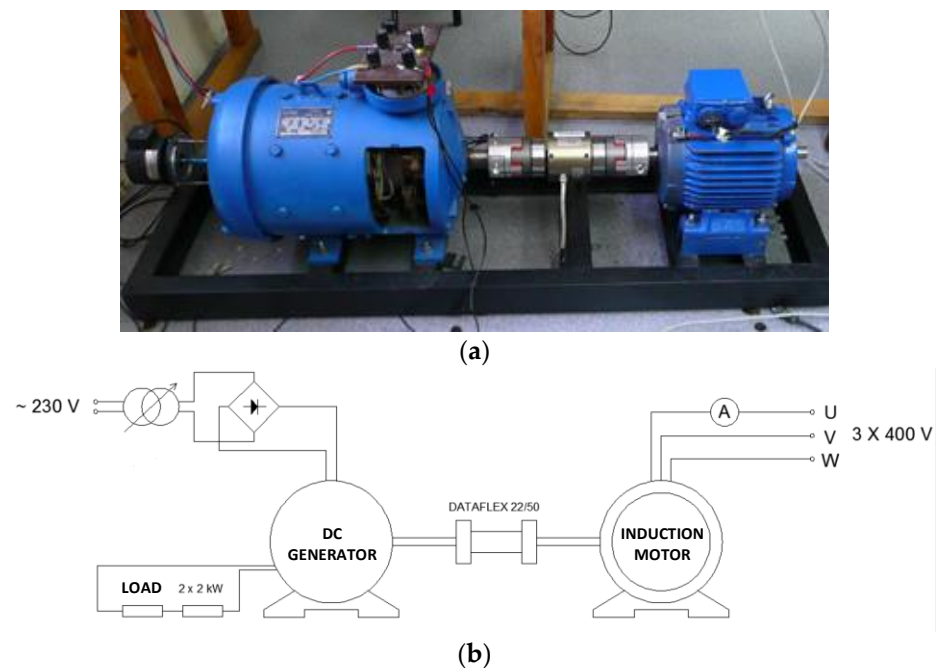 (a)
~ 230 V
A
U
V
3 X 400 V
W
DATAFLEX 22/50
DC
GENERATOR
INDUCTION
MOTOR
LOAD 2 x 2 kW
(b)